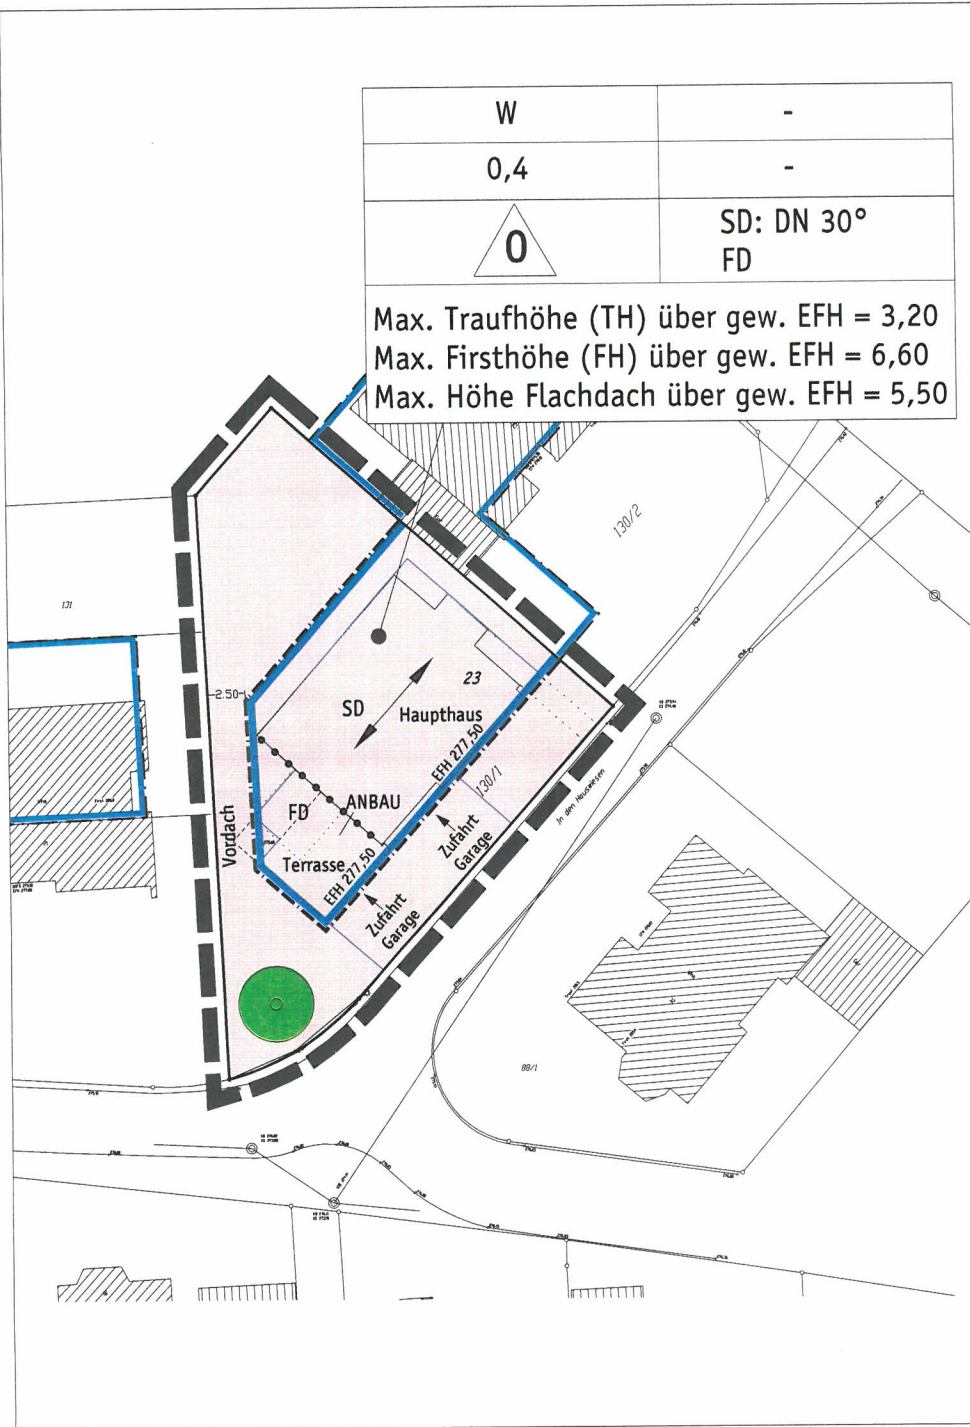 W
-
0,4
-
O
SD: DN 30°
FD
Max. Traufhöhe (TH) über gew. EFH = 3,20
Max. Firsthöhe (FH) über gew. EFH = 6,60
Max. Höhe Flachdach über gew. EFH = 5,50
130/2
131
2.50
23
SD
Haupthaus
EFH 277,50
130/1
In den Hauswiesen
FD
ANBAU
Vordach
Terrasse
EFH 277,50
Zufahrt
Garage
Zufahrt
Garage
88/1